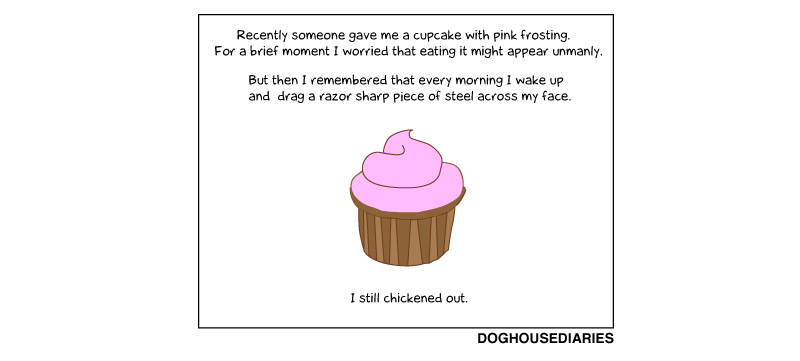 Recently someone gave me a cupcake with pink frosting.
For a brief moment I worried that eating it might appear unmanly.
But then I remembered that every morning I wake up
and drag a razor sharp piece of steel across my face.
I still chickened out.
DOGHOUSEDIARIES